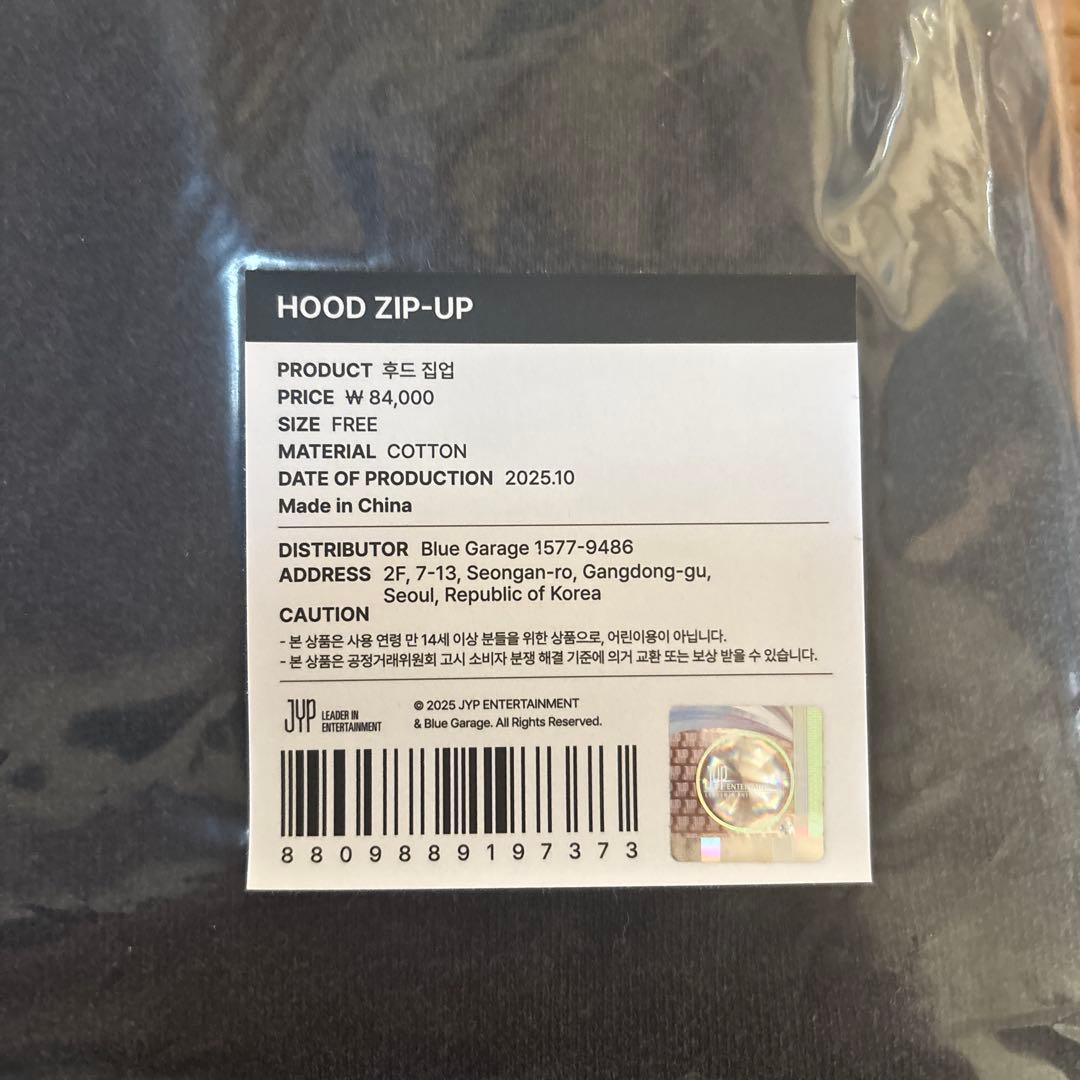 HOOD ZIP-UP
PRODUCT 후드 집업
PRICE ₩ 84,000
SIZE FREE
MATERIAL COTTON
DATE OF PRODUCTION 2025.10
Made in China
DISTRIBUTOR Blue Garage 1577-9486
ADDRESS 2F, 7-13, Seongan-ro, Gangdong-gu,
Seoul, Republic of Korea
CAUTION
- 본 상품은 사용 연령 만 14세 이상 분들을 위한 상품으로, 어린이용이 아닙니다.
- 본 상품은 공정거래위원회 고시 소비자 분쟁 해결 기준에 의거 교환 또는 보상 받을 수 있습니다.
JYP LEADER IN
ENTERTAINMENT
© 2025 JYP ENTERTAINMENT
& Blue Garage. All Rights Reserved.
JYP
8809889197373